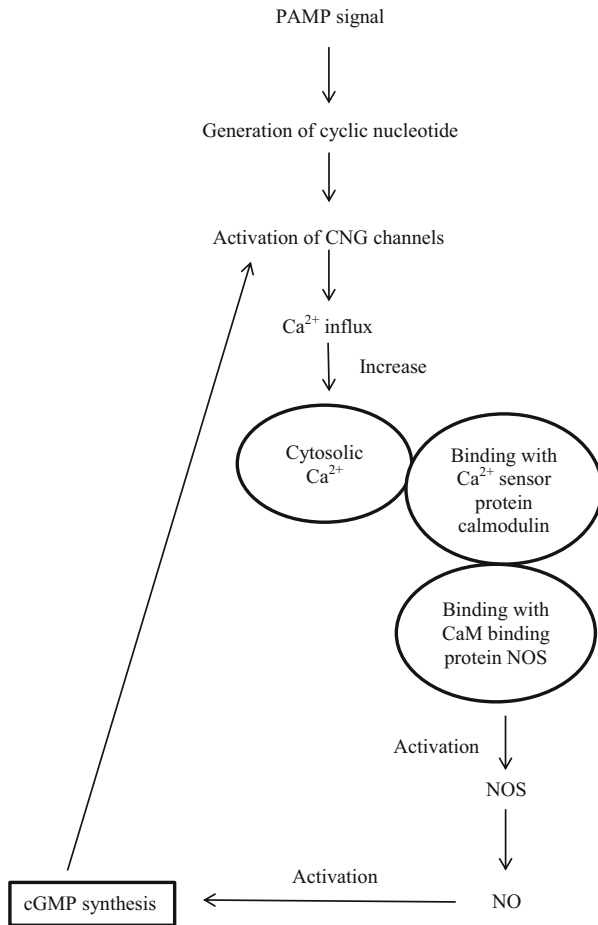 PAMP signal
Generation of cyclic nucleotide
Activation of CNG channels
Ca²⁺ influx
Increase
Cytosolic
Ca²⁺
Binding with
Ca²⁺ sensor
protein
calmodulin
Binding with
CaM binding
protein NOS
Activation
NOS
NO
Activation
cGMP synthesis